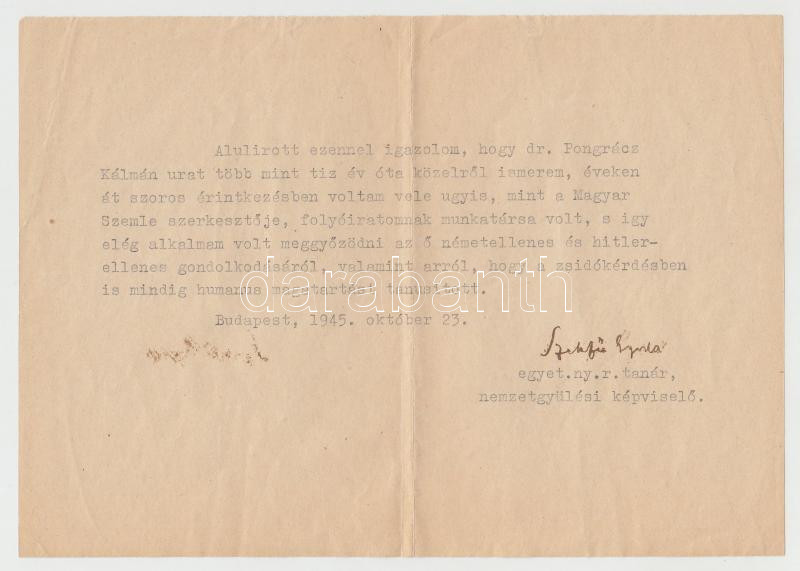 Alulirott ezennel igazolom, hogy dr. Pongrácz
Kálmán urat több mint tiz év óta közelről ismerem, éveken
át szoros érintkezésben voltam vele ugyis, mint a Magyar
Szemle szerkesztője, folyóiratomnak munkatársa volt, s igy
elég alkalmam volt meggyőződni az ő németellenes és hitler-
ellenes gondolkodásáról, valamint arról, hogy a zsidókérdésben
is mindig humanus magatartást tanusitott.
darabanth
Budapest, 1945. október 23.
Szekfű Gyula
egyet.ny.r.tanár,
nemzetgyülési képviselő.